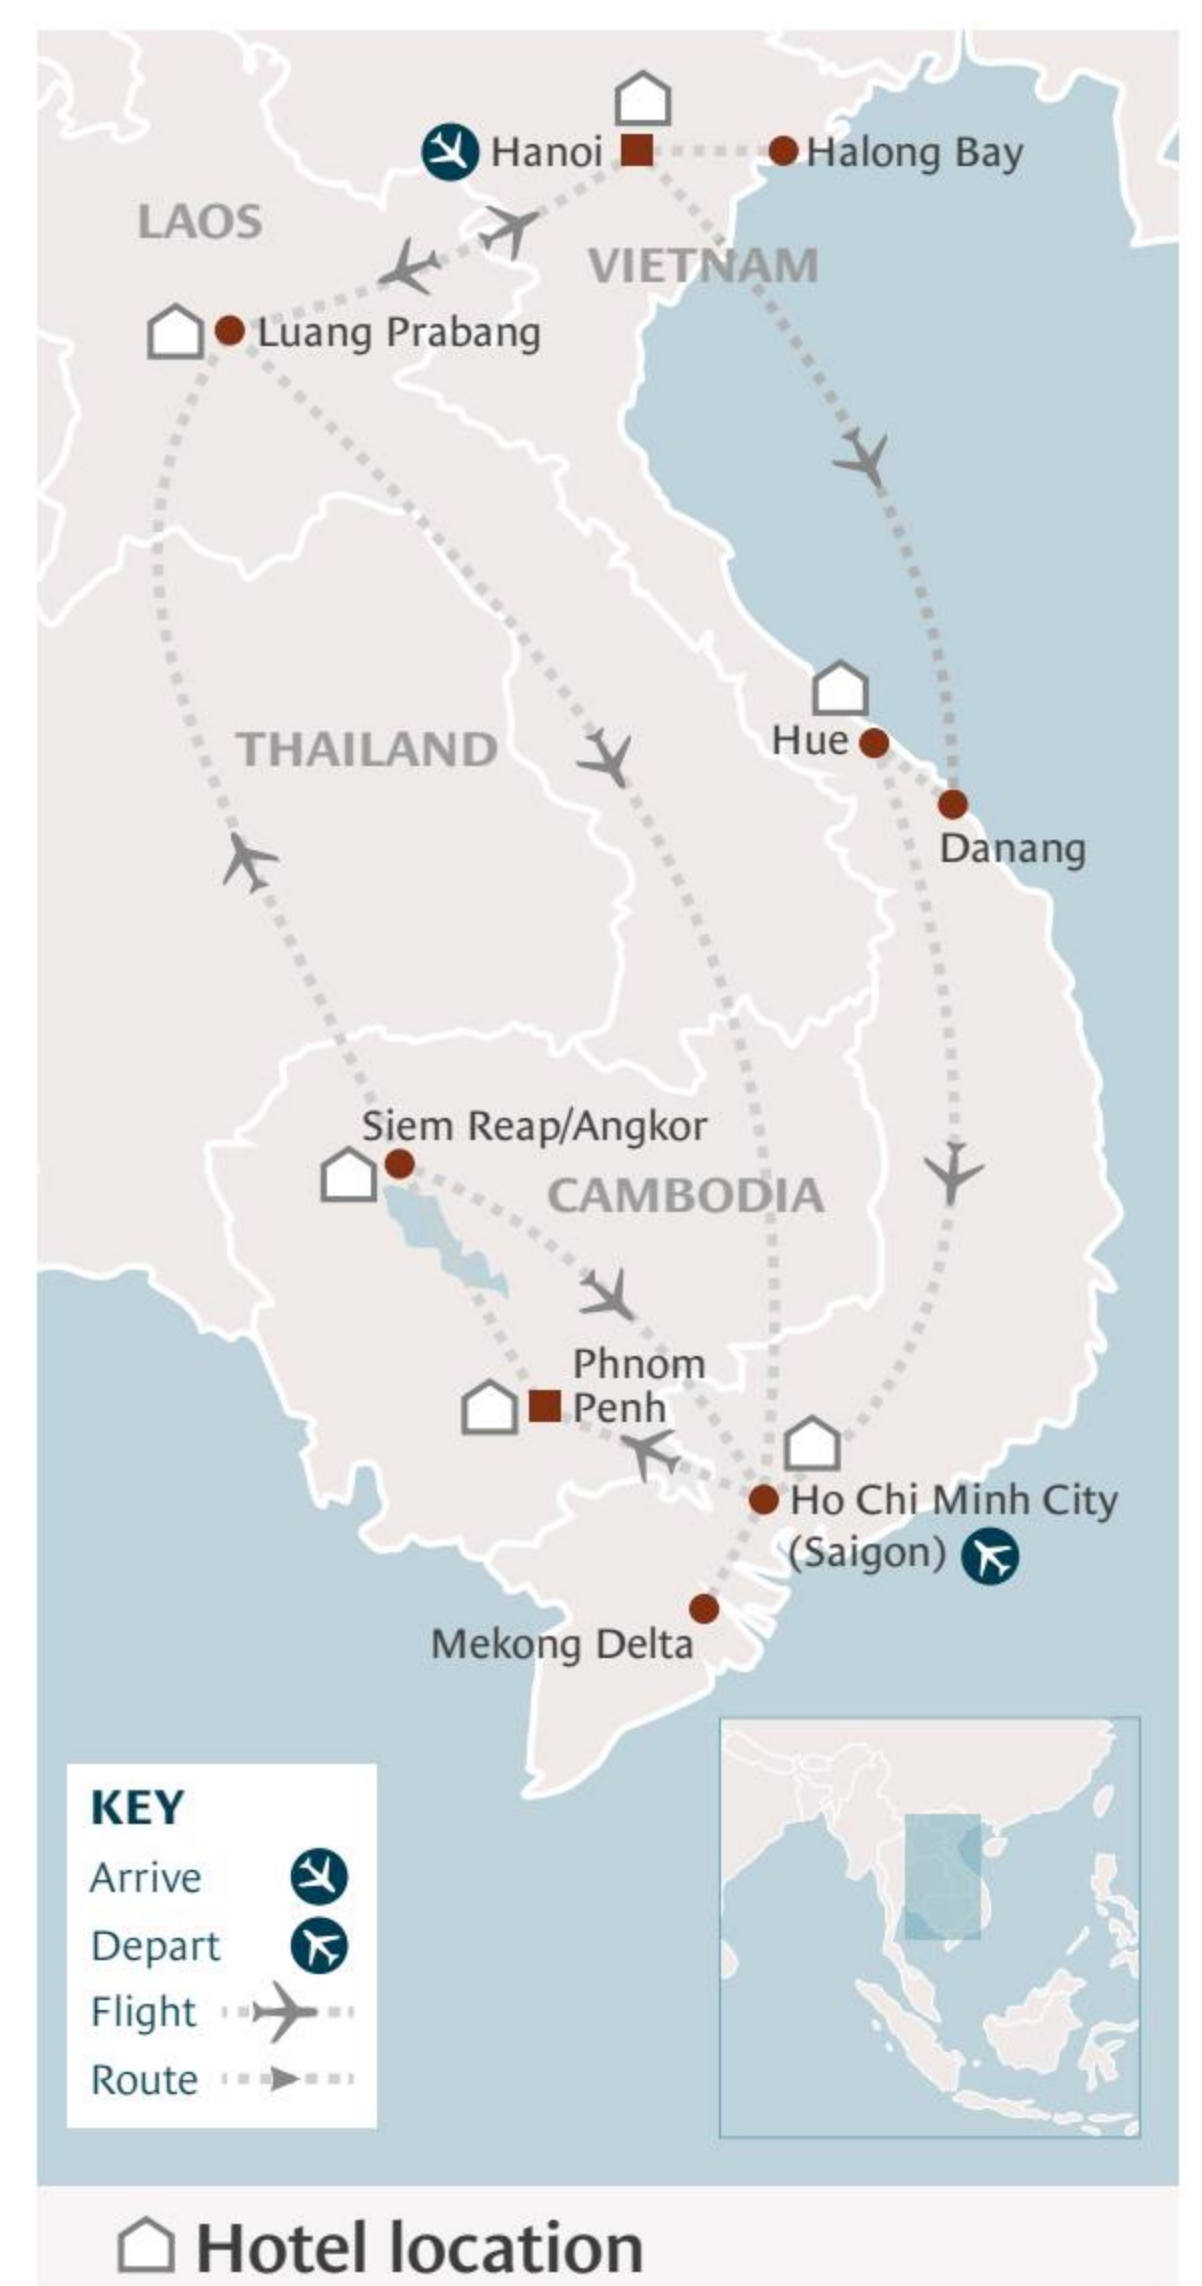 Hanoi
Halong Bay
LAOS
VIETNAM
Luang Prabang
THAILAND
Hue
Danang
Siem Reap/Angkor
CAMBODIA
Phnom
Penh
Ho Chi Minh City
(Saigon)
Mekong Delta
KEY
Arrive
Depart
Flight
Route
Hotel location